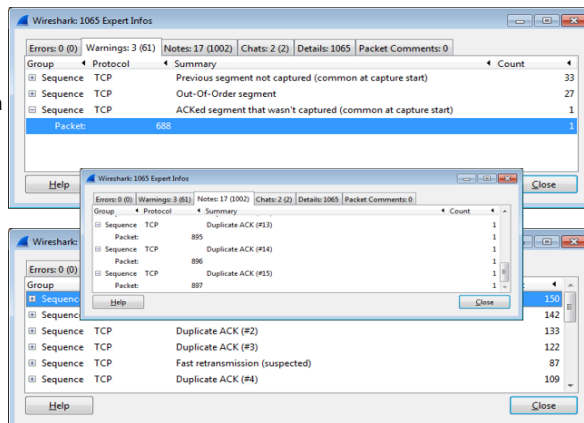 Wireshark: 1065 Expert Infos
Errors: 0 (0) Warnings: 3 (61) Notes: 17 (1002) Chats: 2 (2) Details: 1065 Packet Comments: 0
Group Protocol Summary Count
Sequence TCP Previous segment not captured (common at capture start) 33
Sequence TCP Out-Of-Order segment 27
Sequence TCP ACKed segment that wasn't captured (common at capture start) 1
Packet: 688 1
Help Close
Wireshark: 1065 Expert Infos
Errors: 0 (0) Warnings: 3 (61) Notes: 17 (1002) Chats: 2 (2) Details: 1065 Packet Comments: 0
Group Protocol Summary Count
Sequence TCP Duplicate ACK (#13) 1
Packet: 895 1
Sequence TCP Duplicate ACK (#14) 1
Packet: 896 1
Sequence TCP Duplicate ACK (#15) 1
Packet: 897 1
Help Close
Wireshark:
Errors: 0 (0)
Group
Sequence 150
Sequence 142
Sequence TCP Duplicate ACK (#2) 133
Sequence TCP Duplicate ACK (#3) 122
Sequence TCP Fast retransmission (suspected) 87
Sequence TCP Duplicate ACK (#4) 109
Help Close